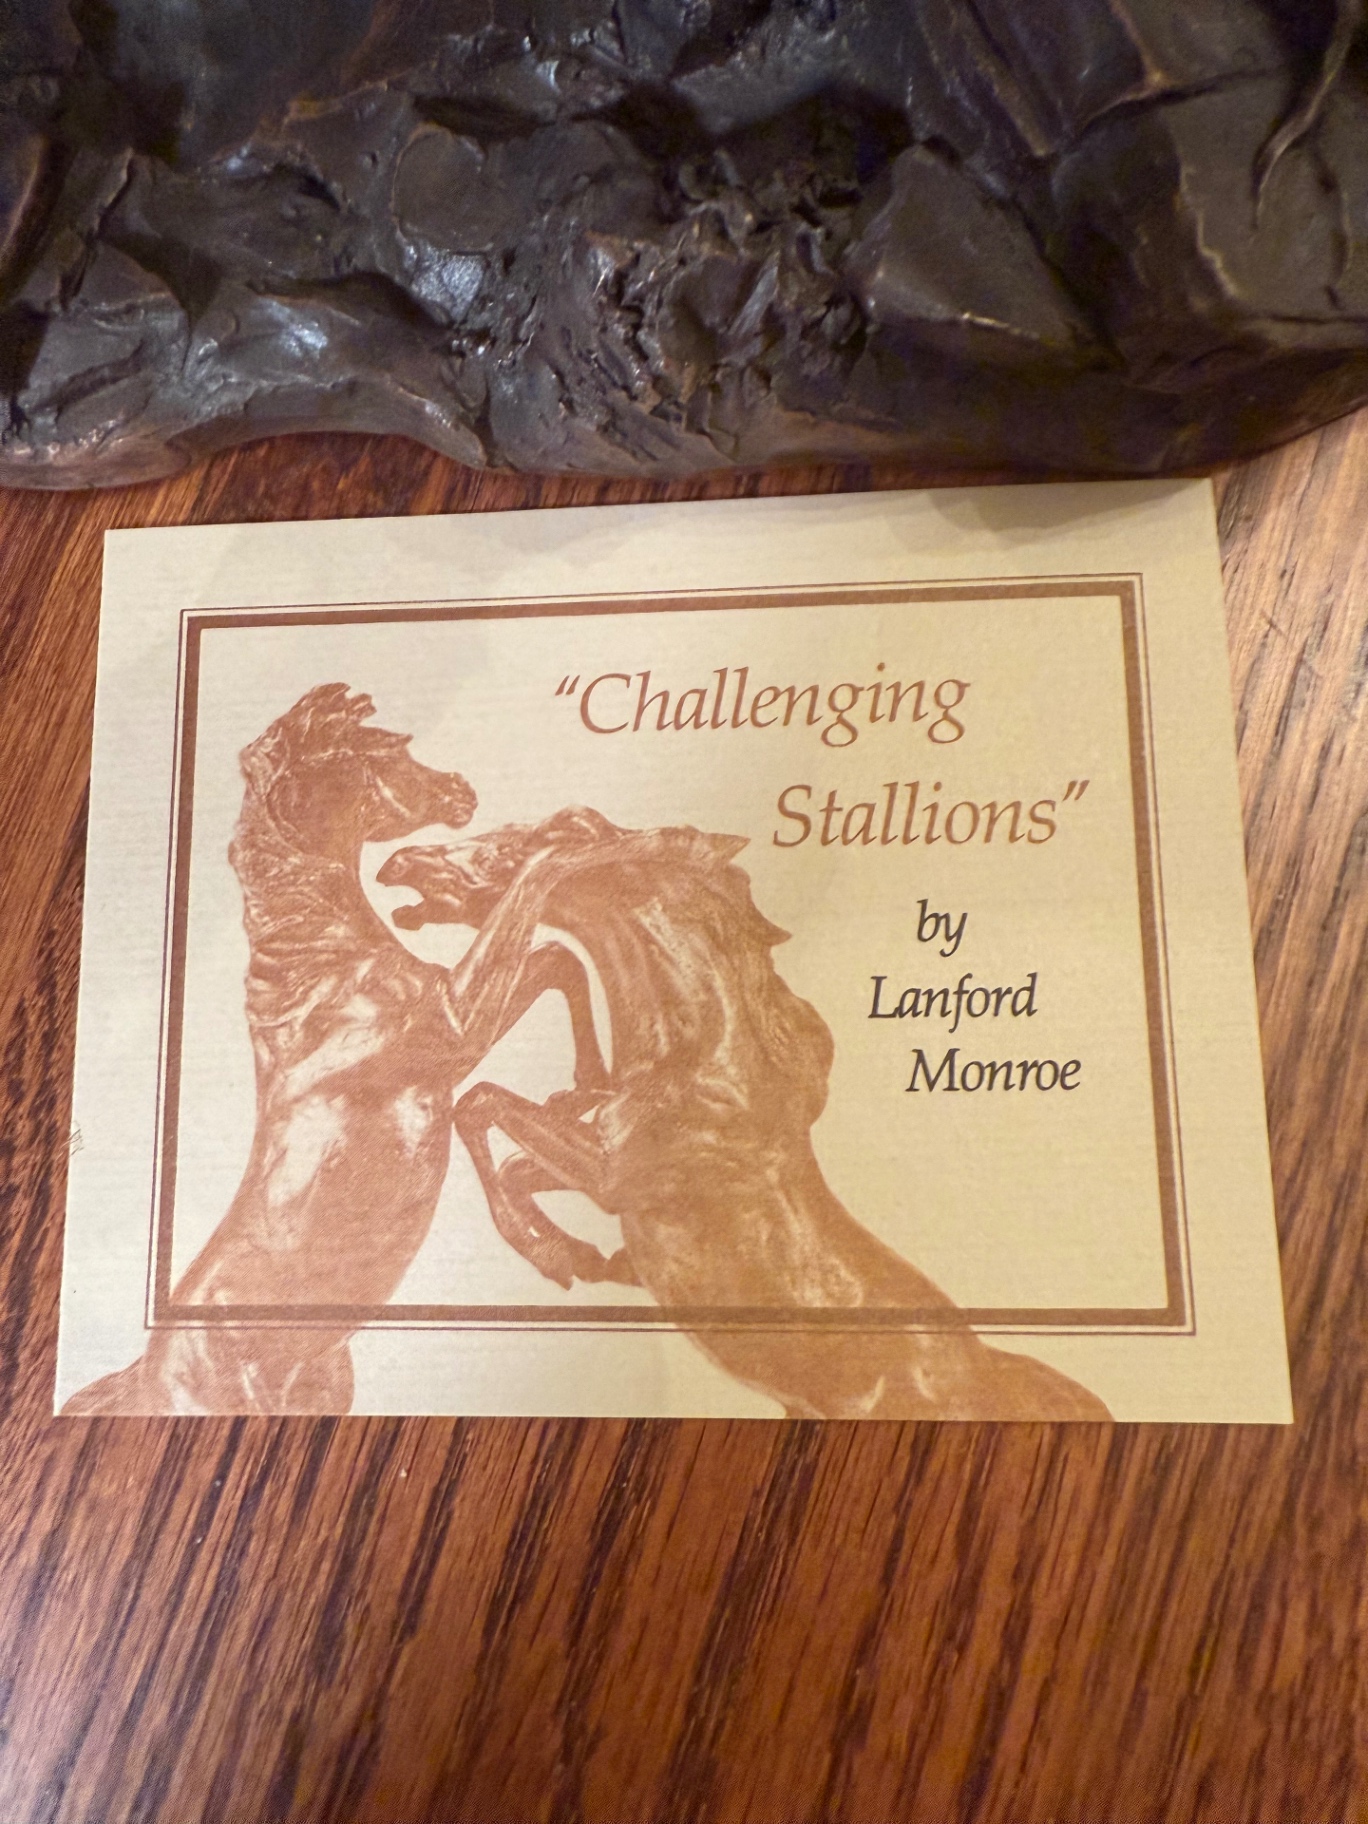 “Challenging
Stallions”
by
Lanford
Monroe